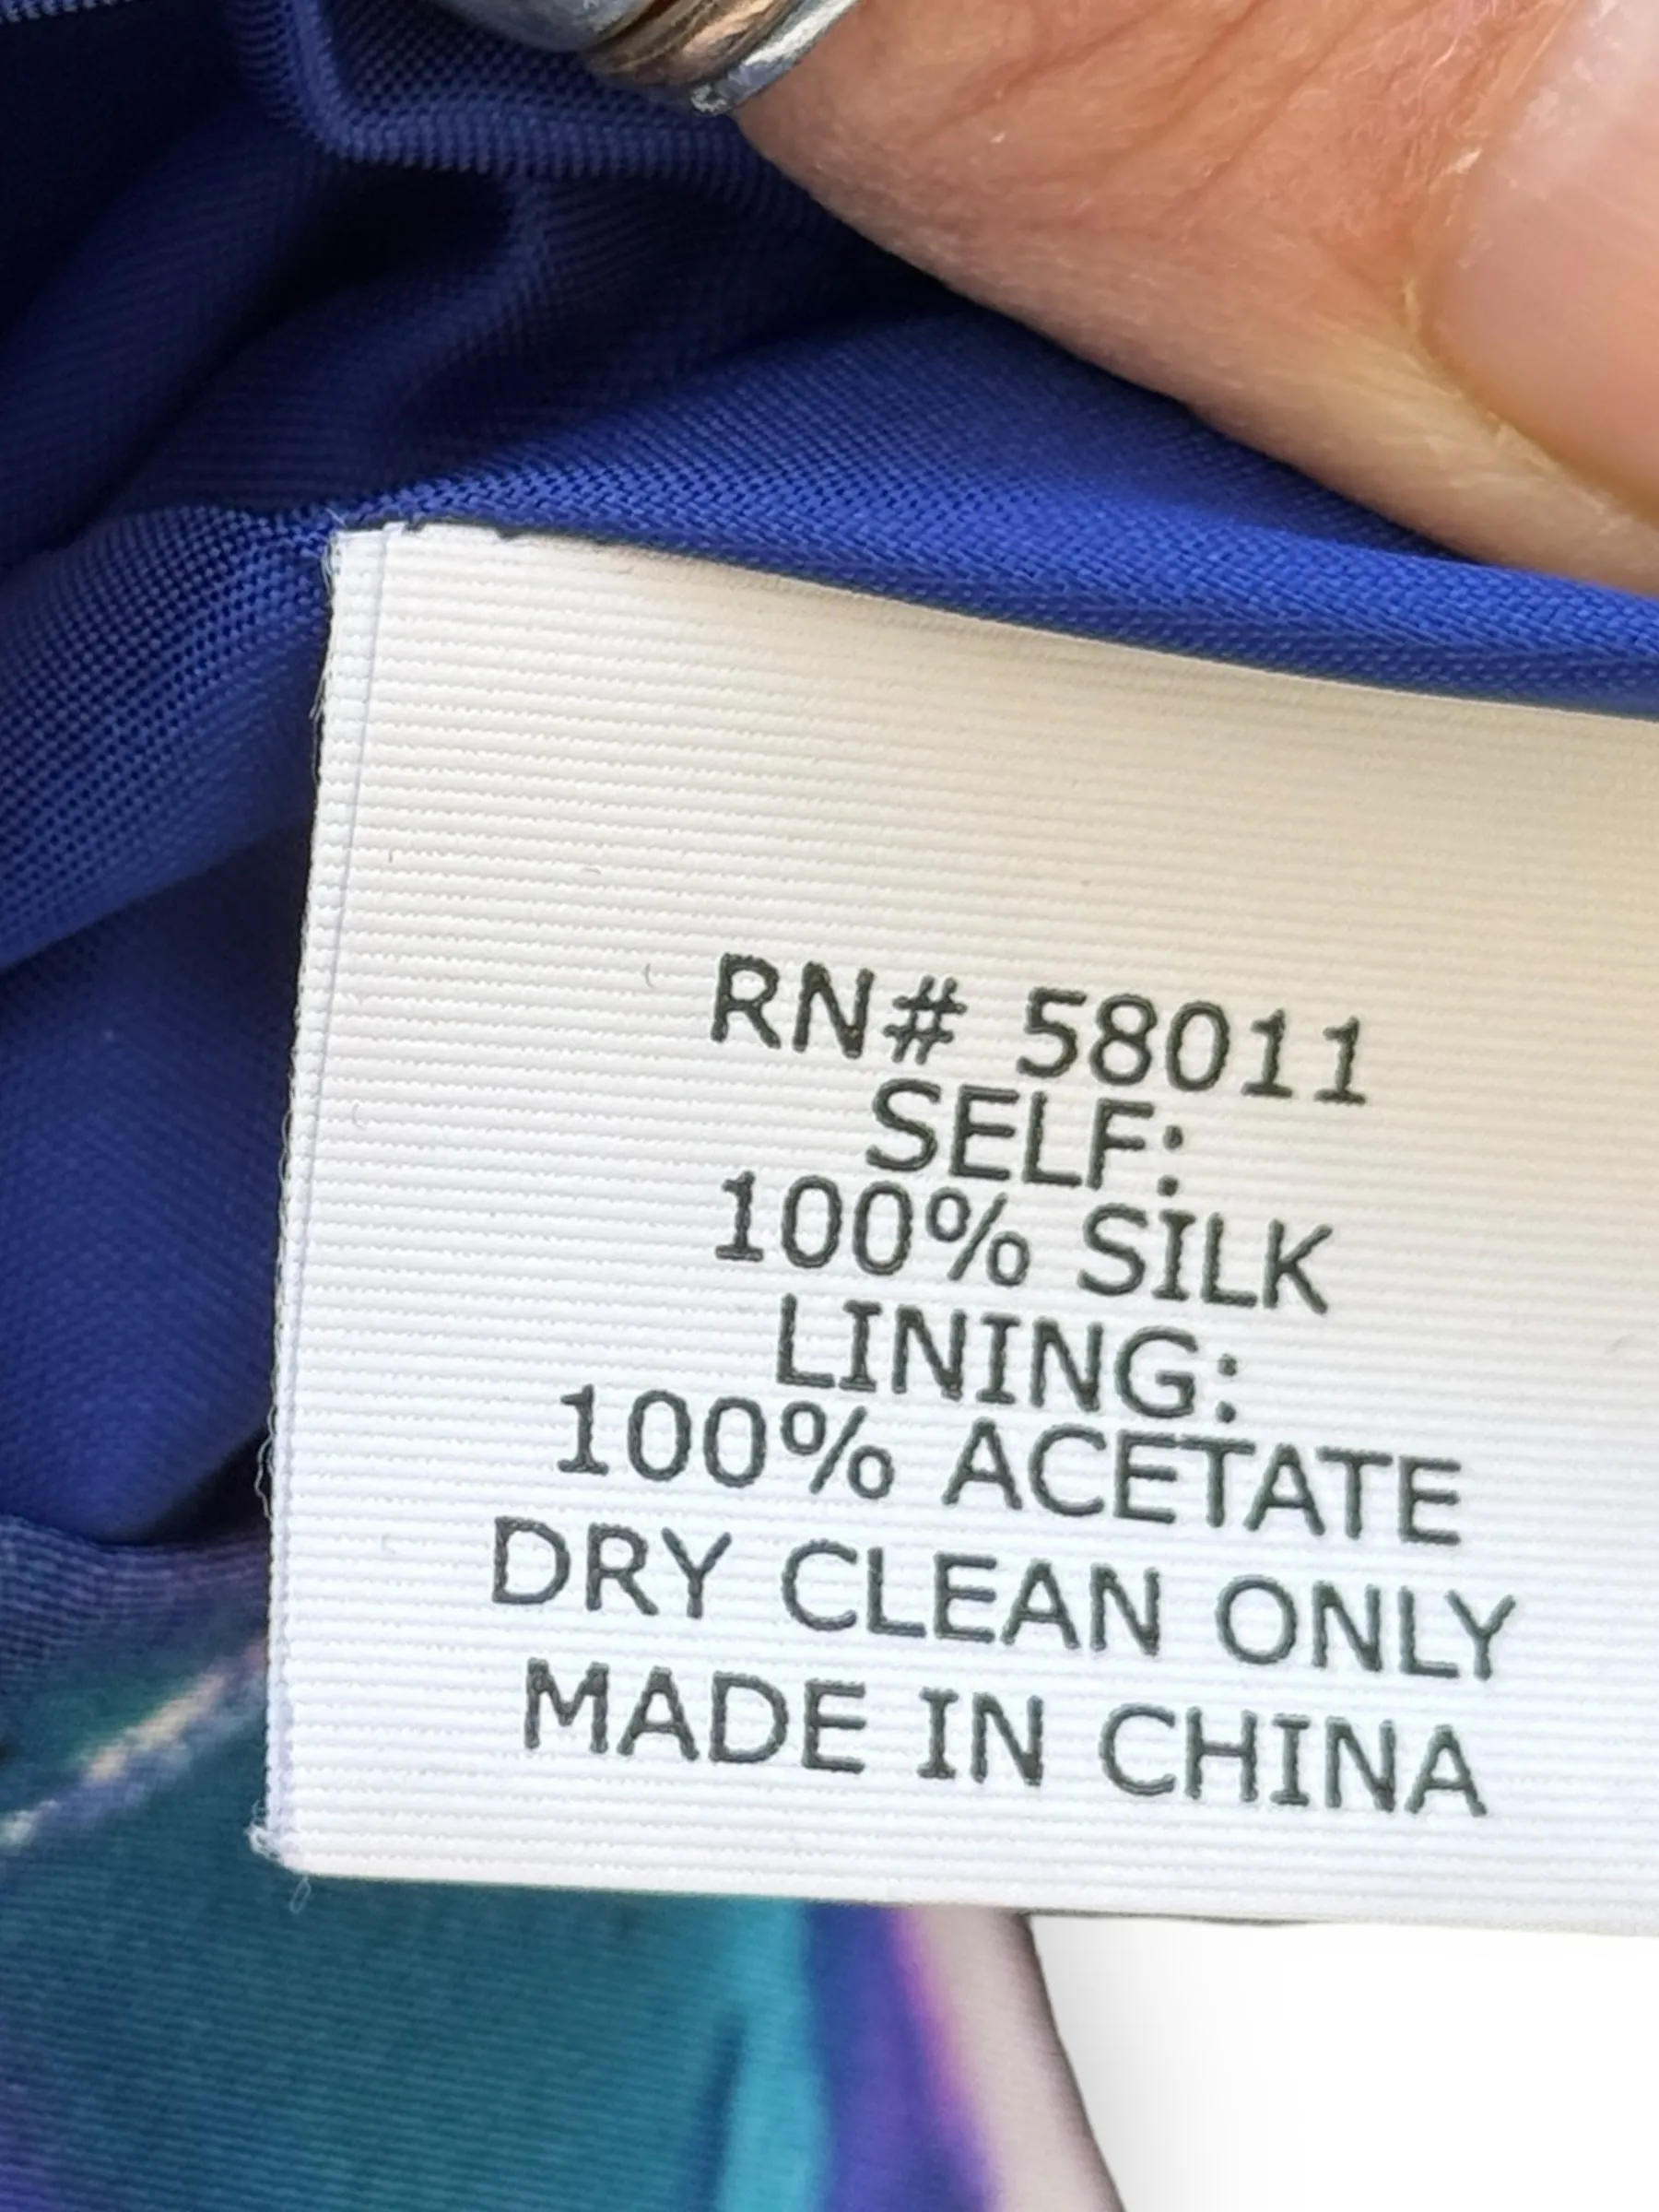 RN# 58011
SELF:
100% SILK
LINING:
100% ACETATE
DRY CLEAN ONLY
MADE IN CHINA